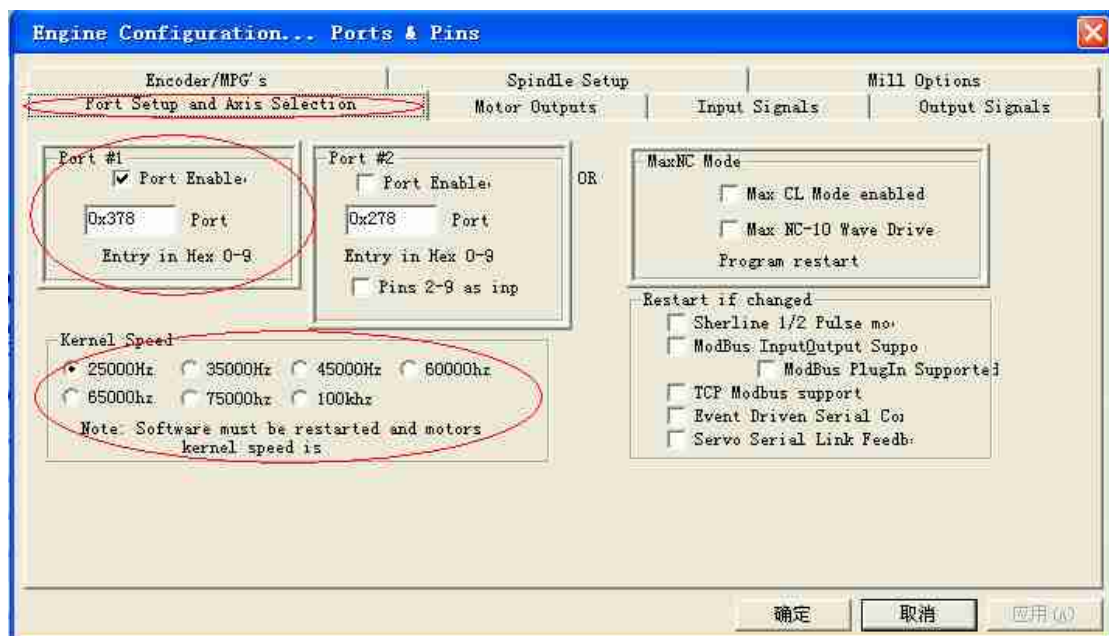 Engine Configuration... Ports & Pins
Encoder/MPG's
Spindle Setup
Mill Options
Port Setup and Axis Selection
Motor Outputs
Input Signals
Output Signals
Port #1
Port Enable
0x378 Port
Entry in Hex 0-9
Port #2
Port Enable
0x278 Port
Entry in Hex 0-9
Pins 2-9 as inp
OR
MaxNC Mode
Max CL Mode enabled
Max NC-10 Wave Drive
Program restart
Kernel Speed
25000Hz 35000Hz 45000Hz 60000hz
65000hz 75000hz 100khz
Note: Software must be restarted and motors
kernel speed is
Restart if changed
Sherline 1/2 Pulse mo
ModBus InputOutput Suppo
ModBus PlugIn Supported
TCP Modbus support
Event Driven Serial Co
Servo Serial Link Feedb
确定
取消
应用(A)